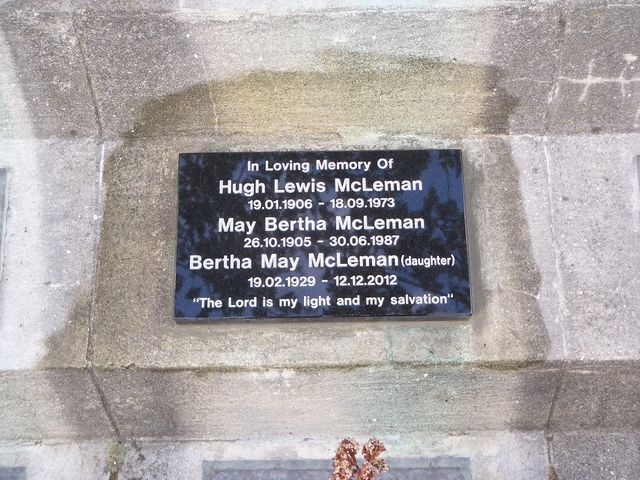 In Loving Memory Of
Hugh Lewis McLeman
19.01.1906 - 18.09.1973
May Bertha McLeman
26.10.1905 - 30.06.1987
Bertha May McLeman (daughter)
19.02.1929 - 12.12.2012
"The Lord is my light and my salvation"